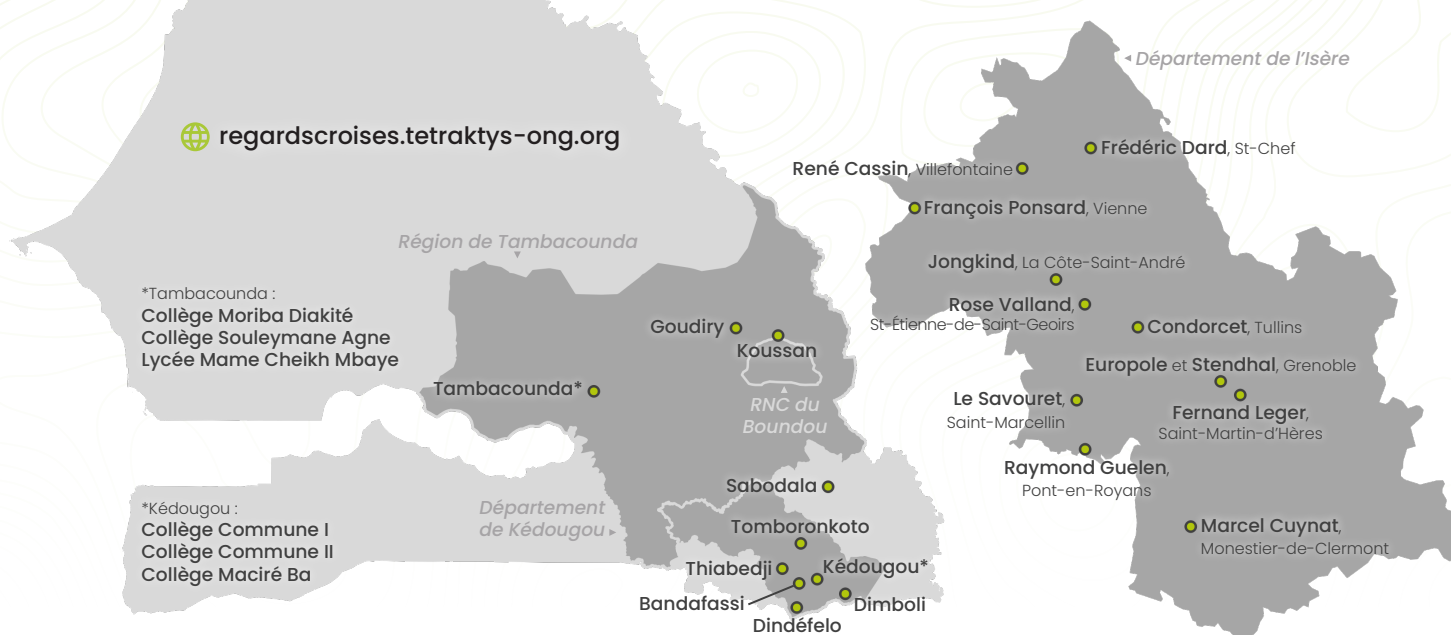 regardscroises.tetraktys-ong.org
Région de Tambacounda
*Tambacounda :
Collège Moriba Diakité
Collège Souleymane Agne
Lycée Mame Cheikh Mbaye
Goudiry
Koussan
Tambacounda*
RNC du
Boundou
*Kédougou :
Collège Commune I
Collège Commune II
Collège Maciré Ba
Département
de Kédougou
Sabodala
Tomboronkoto
Thiabedji
Kédougou*
Bandafassi
Dimboli
Dindéfelo
Département de l'Isère
Frédéric Dard, St-Chef
René Cassin, Villefontaine
François Ponsard, Vienne
Jongkind, La Côte-Saint-André
Rose Valland,
St-Étienne-de-Saint-Geoirs
Condorcet, Tullins
Europole et Stendhal, Grenoble
Le Savouret,
Saint-Marcellin
Fernand Leger,
Saint-Martin-d'Hères
Raymond Guelen,
Pont-en-Royans
Marcel Cuynat,
Monestier-de-Clermont